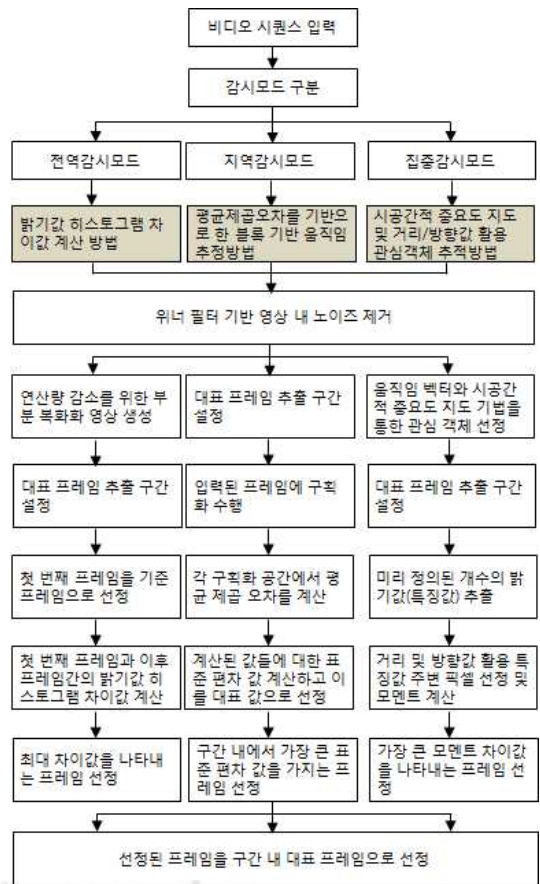 비디오 시퀀스 입력
감시모드 구분
전역감시모드
지역감시모드
집중감시모드
밝기값 히스토그램 차
이값 계산 방법
평균제곱오차를 기반으
로 한 블록 기반 움직임
추정방법
시공간적 중요도 지도
및 거리/방향값 활용
관심객체 추적방법
위너 필터 기반 영상 내 노이즈 제거
연산량 감소를 위한 부
분 복화화 영상 생성
대표 프레임 추출 구간
설정
움직임 벡터와 시공간
적 중요도 지도 기법을
통한 관심 객체 선정
대표 프레임 추출 구간
설정
입력된 프레임에 구획
화 수행
대표 프레임 추출 구간
설정
첫 번째 프레임을 기준
프레임으로 선정
각 구획화 공간에서 평
균 제곱 오차를 계산
미리 정의된 개수의 밝
기값(특징값) 추출
첫 번째 프레임과 이후
프레임간의 밝기값 히
스토그램 차이값 계산
계산된 값들에 대한 표
준 편차 값 계산하고 이
를 대표 값으로 선정
거리 및 방향값 활용 특
징값 주변 픽셀 선정 및
모멘트 계산
최대 차이값을 나타내
는 프레임 선정
구간 내에서 가장 큰 표
준 편차 값을 가지는 프
레임 선정
가장 큰 모멘트 차이값
을 나타내는 프레임 선
정
선정된 프레임을 구간 내 대표 프레임으로 선정